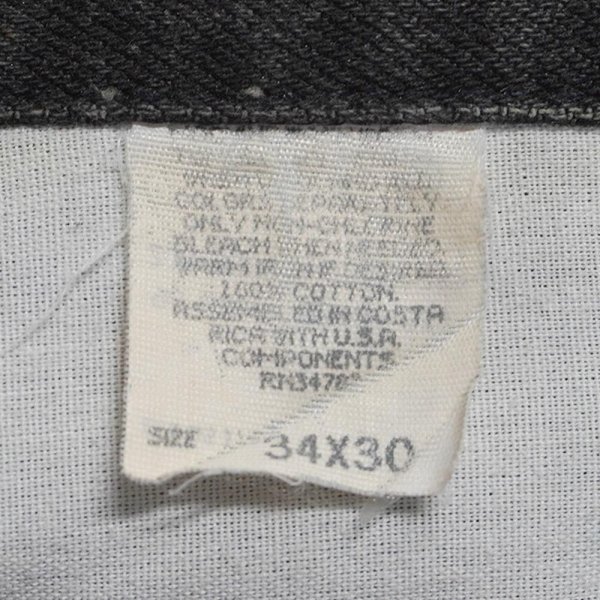 COLORS SEPARATELY
ONLY NON-CHLORINE
BLEACH WHEN NEEDED.
WARM IRON IF DESIRED.
100% COTTON.
ASSEMBLED IN COSTA
RICA WITH U.S.A.
COMPONENTS
SIZE 34X30